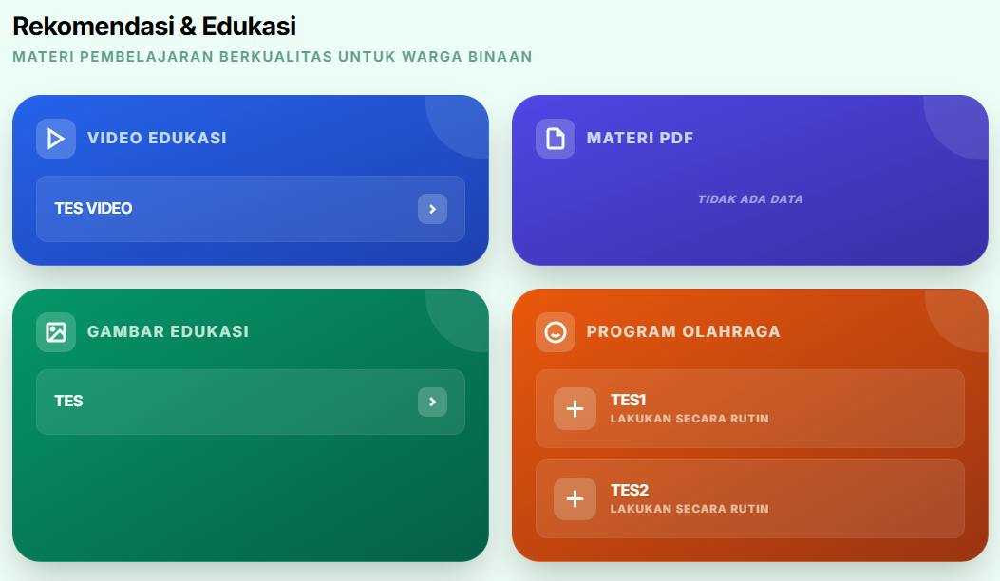 Rekomendasi & Edukasi
MATERI PEMBELAJARAN BERKUALITAS UNTUK WARGA BINAAN
VIDEO EDUKASI
TES VIDEO
MATERI PDF
TIDAK ADA DATA
GAMBAR EDUKASI
TES
PROGRAM OLAHRAGA
TES1
LAKUKAN SECARA RUTIN
TES2
LAKUKAN SECARA RUTIN